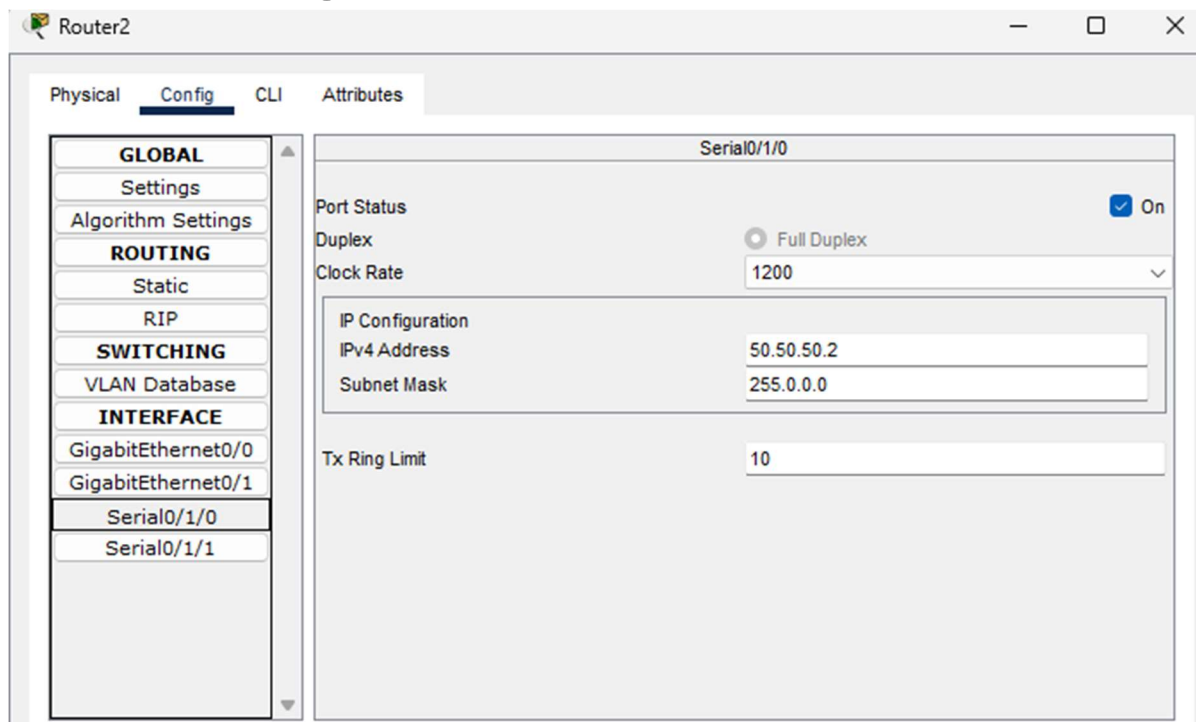 Router2
Physical Config CLI Attributes
GLOBAL
Settings
Algorithm Settings
ROUTING
Static
RIP
SWITCHING
VLAN Database
INTERFACE
GigabitEthernet0/0
GigabitEthernet0/1
Serial0/1/0
Serial0/1/1
Serial0/1/0
Port Status On
Duplex Full Duplex
Clock Rate 1200
IP Configuration
IPv4 Address 50.50.50.2
Subnet Mask 255.0.0.0
Tx Ring Limit 10